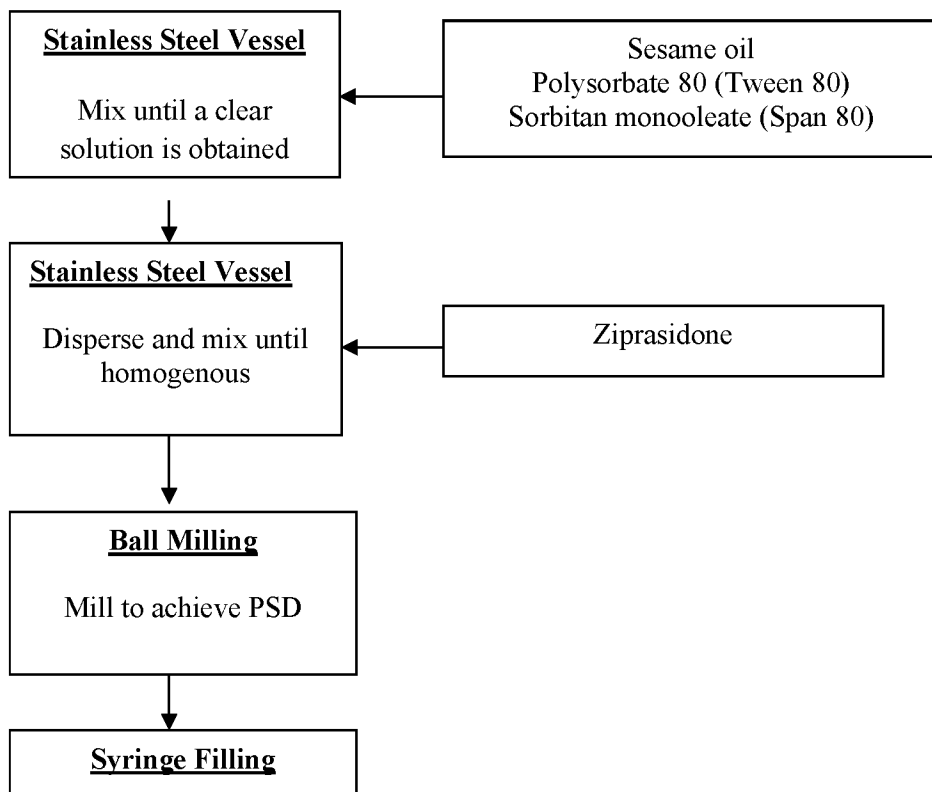 Stainless Steel Vessel
Mix until a clear
solution is obtained
Sesame oil
Polysorbate 80 (Tween 80)
Sorbitan monooleate (Span 80)
Stainless Steel Vessel
Disperse and mix until
homogenous
Ziprasidone
Ball Milling
Mill to achieve PSD
Syringe Filling